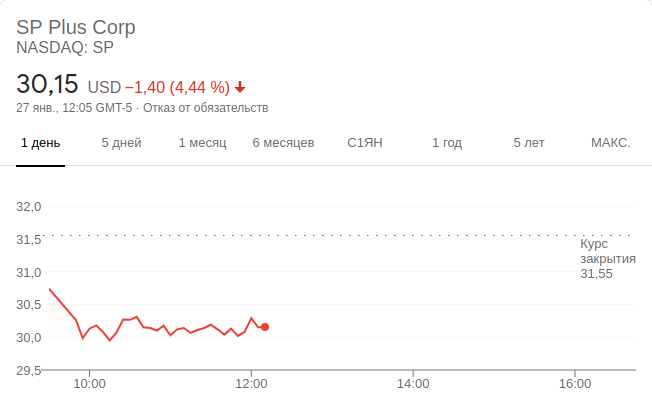 SP Plus Corp
NASDAQ: SP
30,15 USD −1,40 (4,44 %)
27 янв., 12:05 GMT-5 · Отказ от обязательств
1 день 5 дней 1 месяц 6 месяцев С1ЯН 1 год 5 лет МАКС.
32,0
31,5
Курс
закрытия
31,55
31,0
30,5
30,0
29,5
10:00 12:00 14:00 16:00